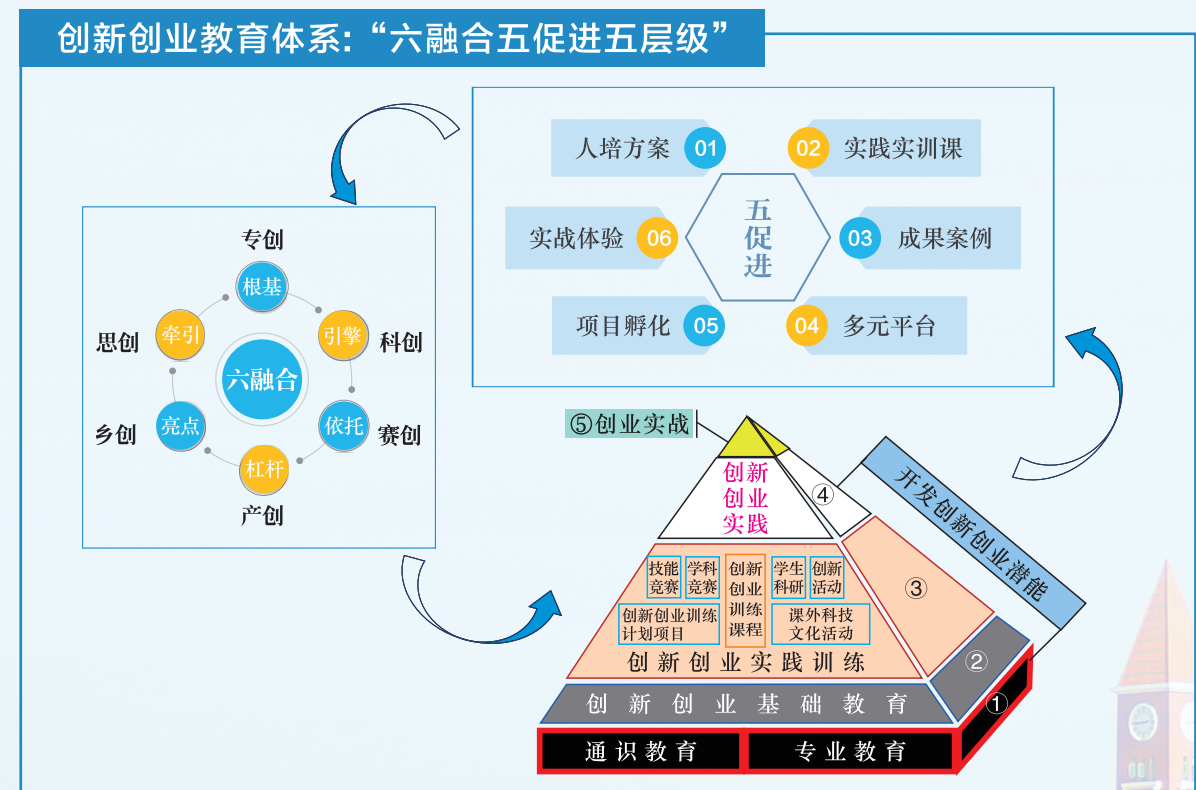 创新创业教育体系:“六融合五促进五层级”
人培方案 01
02 实践实训课
实战体验 06
03 成果案例
项目孵化 05
04 多元平台
五
促
进
专创
根基
思创
牵引
引擎
科创
六融合
乡创
亮点
依托
赛创
杠杆
产创
⑤创业实战
创新
创业
实践
④
开发创新创业潜能
技能
竞赛
学科
竞赛
创新
创业
训练
课程
学生
科研
创新
活动
创新创业训练
计划项目
课外科技
文化活动
创新创业实践训练
③
创新创业基础教育
②
通识教育
专业教育
①